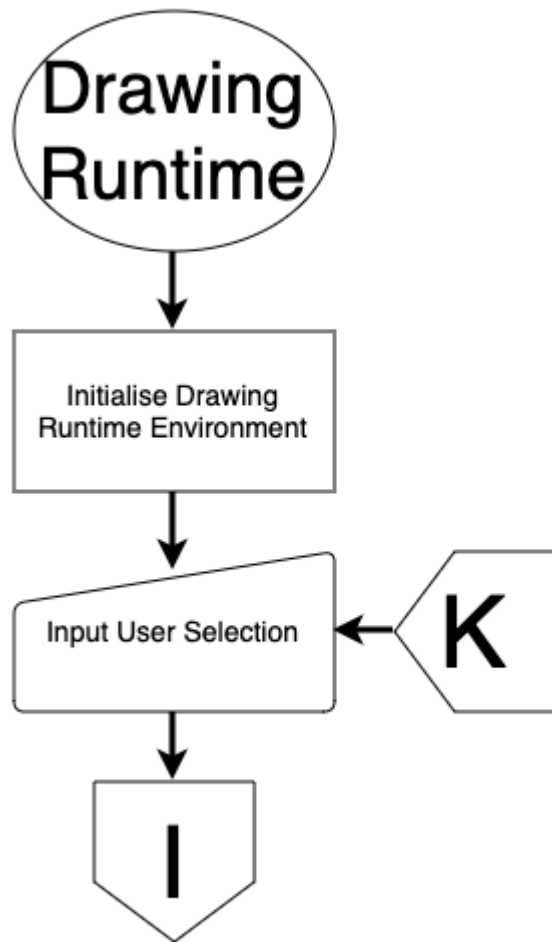 Drawing
Runtime
Initialise Drawing
Runtime Environment
Input User Selection
K
I